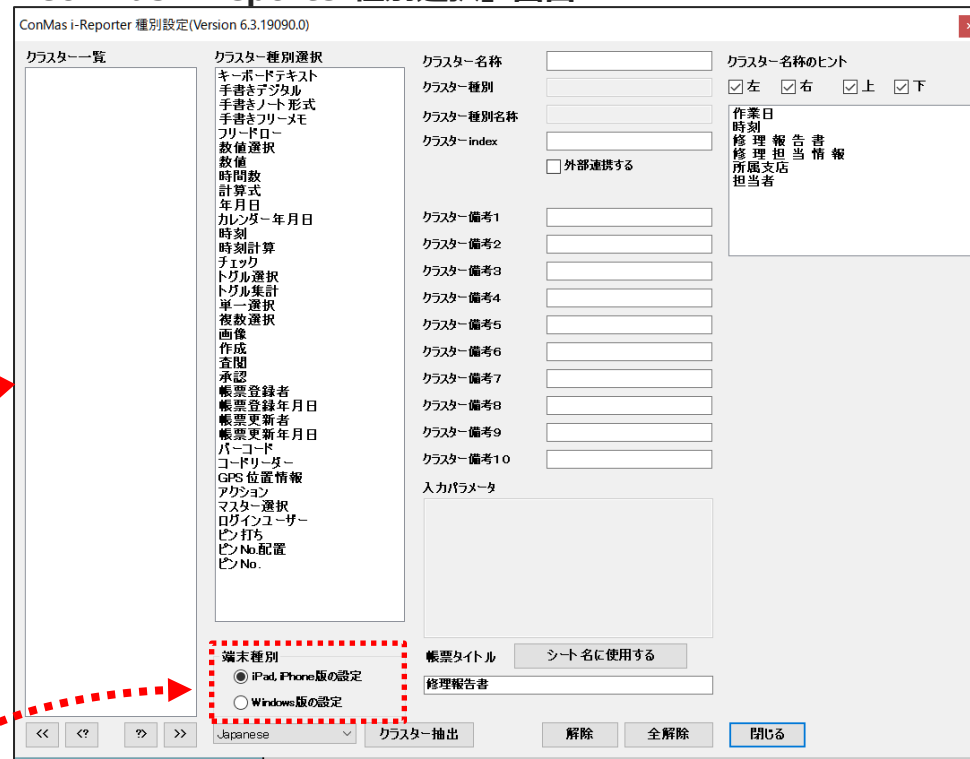 ConMas i-Reporter 種別設定(Version 6.3.19090.0)
クラスター一覧
クラスター種別選択
キーボードテキスト
手書きデジタル
手書きノート形式
手書きフリーメモ
フリードロー
数値選択
数値
時間数
計算式
年月日
カレンダー年月日
時刻
時刻計算
チェック
トグル選択
トグル集計
単一選択
複数選択
画像
作成
査閲
承認
帳票登録者
帳票登録年月日
帳票更新者
帳票更新年月日
バーコード
コードリーダー
GPS位置情報
アクション
マスター選択
ログインユーザー
ピン打ち
ピンNo.配置
ピンNo.
端末種別
iPad, iPhone版の設定
Windows版の設定
クラスター名称
クラスター種別
クラスター種別名称
クラスターindex
外部連携する
クラスター備考1
クラスター備考2
クラスター備考3
クラスター備考4
クラスター備考5
クラスター備考6
クラスター備考7
クラスター備考8
クラスター備考9
クラスター備考10
入力パラメータ
帳票タイトル
シート名に使用する
修理報告書
クラスター名称のヒント
左 右 上 下
作業日
時刻
修 理 報 告 書
修 理 担 当 情 報
所属支店
担当者
<< <? ?> >>
Japanese
クラスター抽出
解除
全解除
閉じる